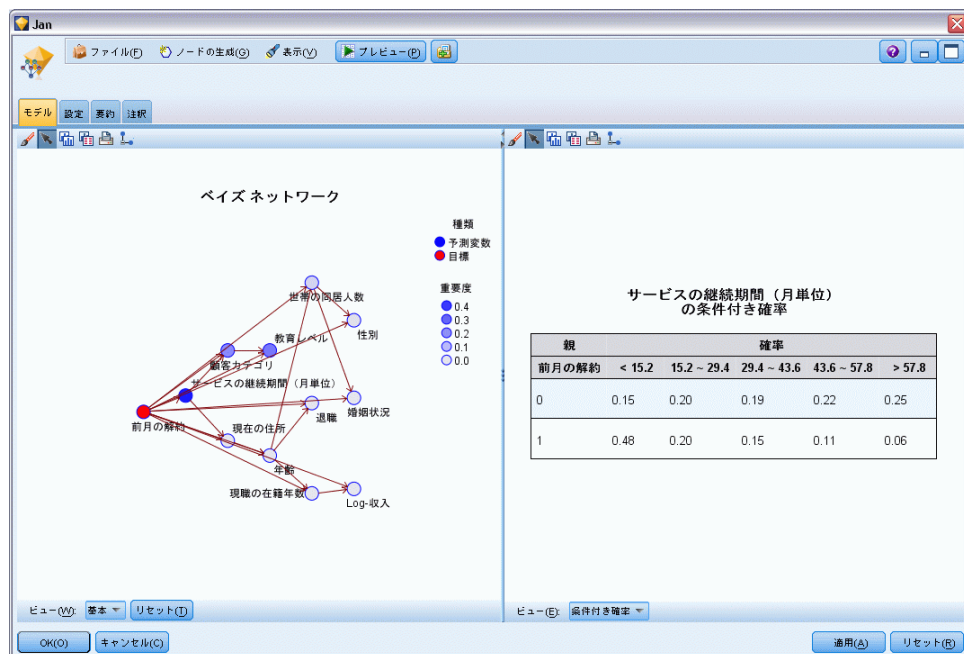 Jan
ファイル(F) ノードの生成(G) 表示(V) プレビュー(P)
モデル 設定 要約 注釈
ベイズ ネットワーク
種類
予測変数
目標
重要度
0.4
0.3
0.2
0.1
0.0
世帯の同居人数
性別
教育レベル
顧客カテゴリ
サービスの継続期間（月単位）
婚姻状況
退職
前月の解約
現在の住所
年齢
現職の在籍年数
Log-収入
サービスの継続期間（月単位）
の条件付き確率
親 確率
前月の解約 < 15.2 15.2 ~ 29.4 29.4 ~ 43.6 43.6 ~ 57.8 > 57.8
0 0.15 0.20 0.19 0.22 0.25
1 0.48 0.20 0.15 0.11 0.06
ビュー(W): 基本 リセット(T)
ビュー(E): 条件付き確率
OK(O) キャンセル(C) 適用(A) リセット(R)